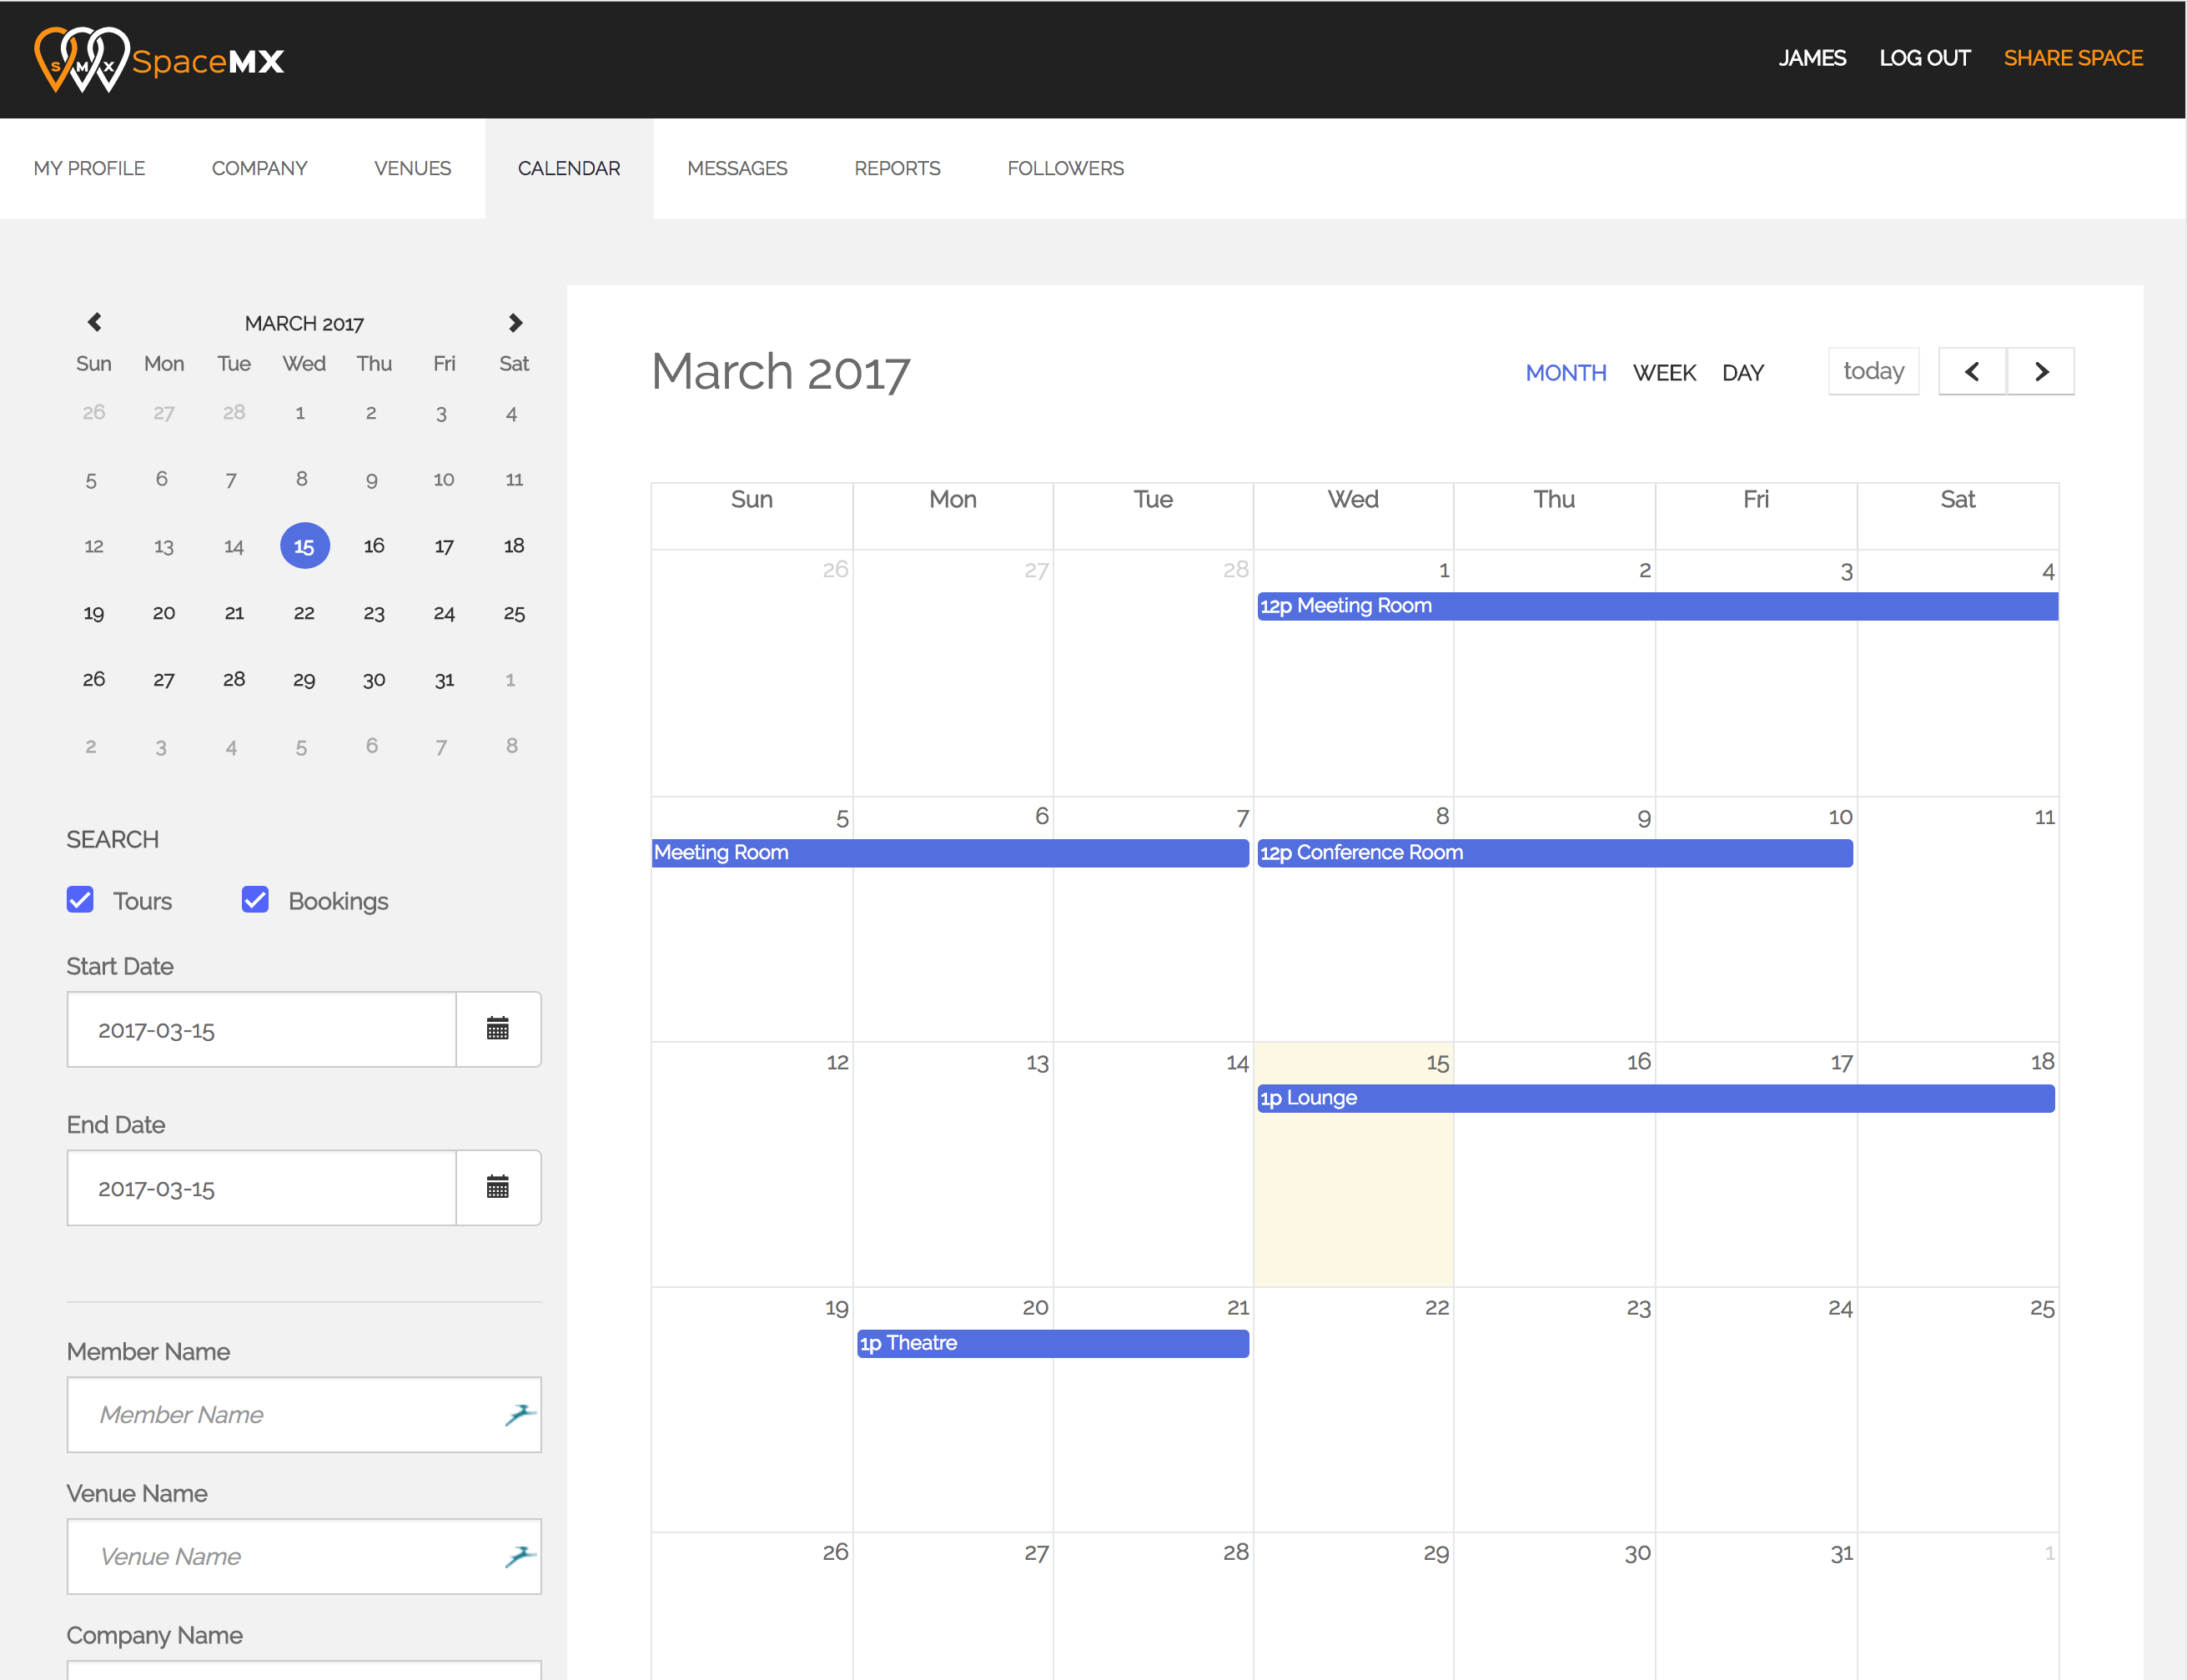 S M X SpaceMX
JAMES LOG OUT SHARE SPACE
MY PROFILE COMPANY VENUES CALENDAR MESSAGES REPORTS FOLLOWERS
MARCH 2017
Sun Mon Tue Wed Thu Fri Sat
26 27 28 1 2 3 4
5 6 7 8 9 10 11
12 13 14 15 16 17 18
19 20 21 22 23 24 25
26 27 28 29 30 31 1
2 3 4 5 6 7 8
SEARCH
Tours Bookings
Start Date
2017-03-15
End Date
2017-03-15
Member Name
Member Name
Venue Name
Venue Name
Company Name
March 2017
MONTH WEEK DAY today
Sun Mon Tue Wed Thu Fri Sat
26 27 28 1 2 3 4
12p Meeting Room
5 6 7 8 9 10 11
Meeting Room 12p Conference Room
12 13 14 15 16 17 18
1p Lounge
19 20 21 22 23 24 25
1p Theatre
26 27 28 29 30 31 1